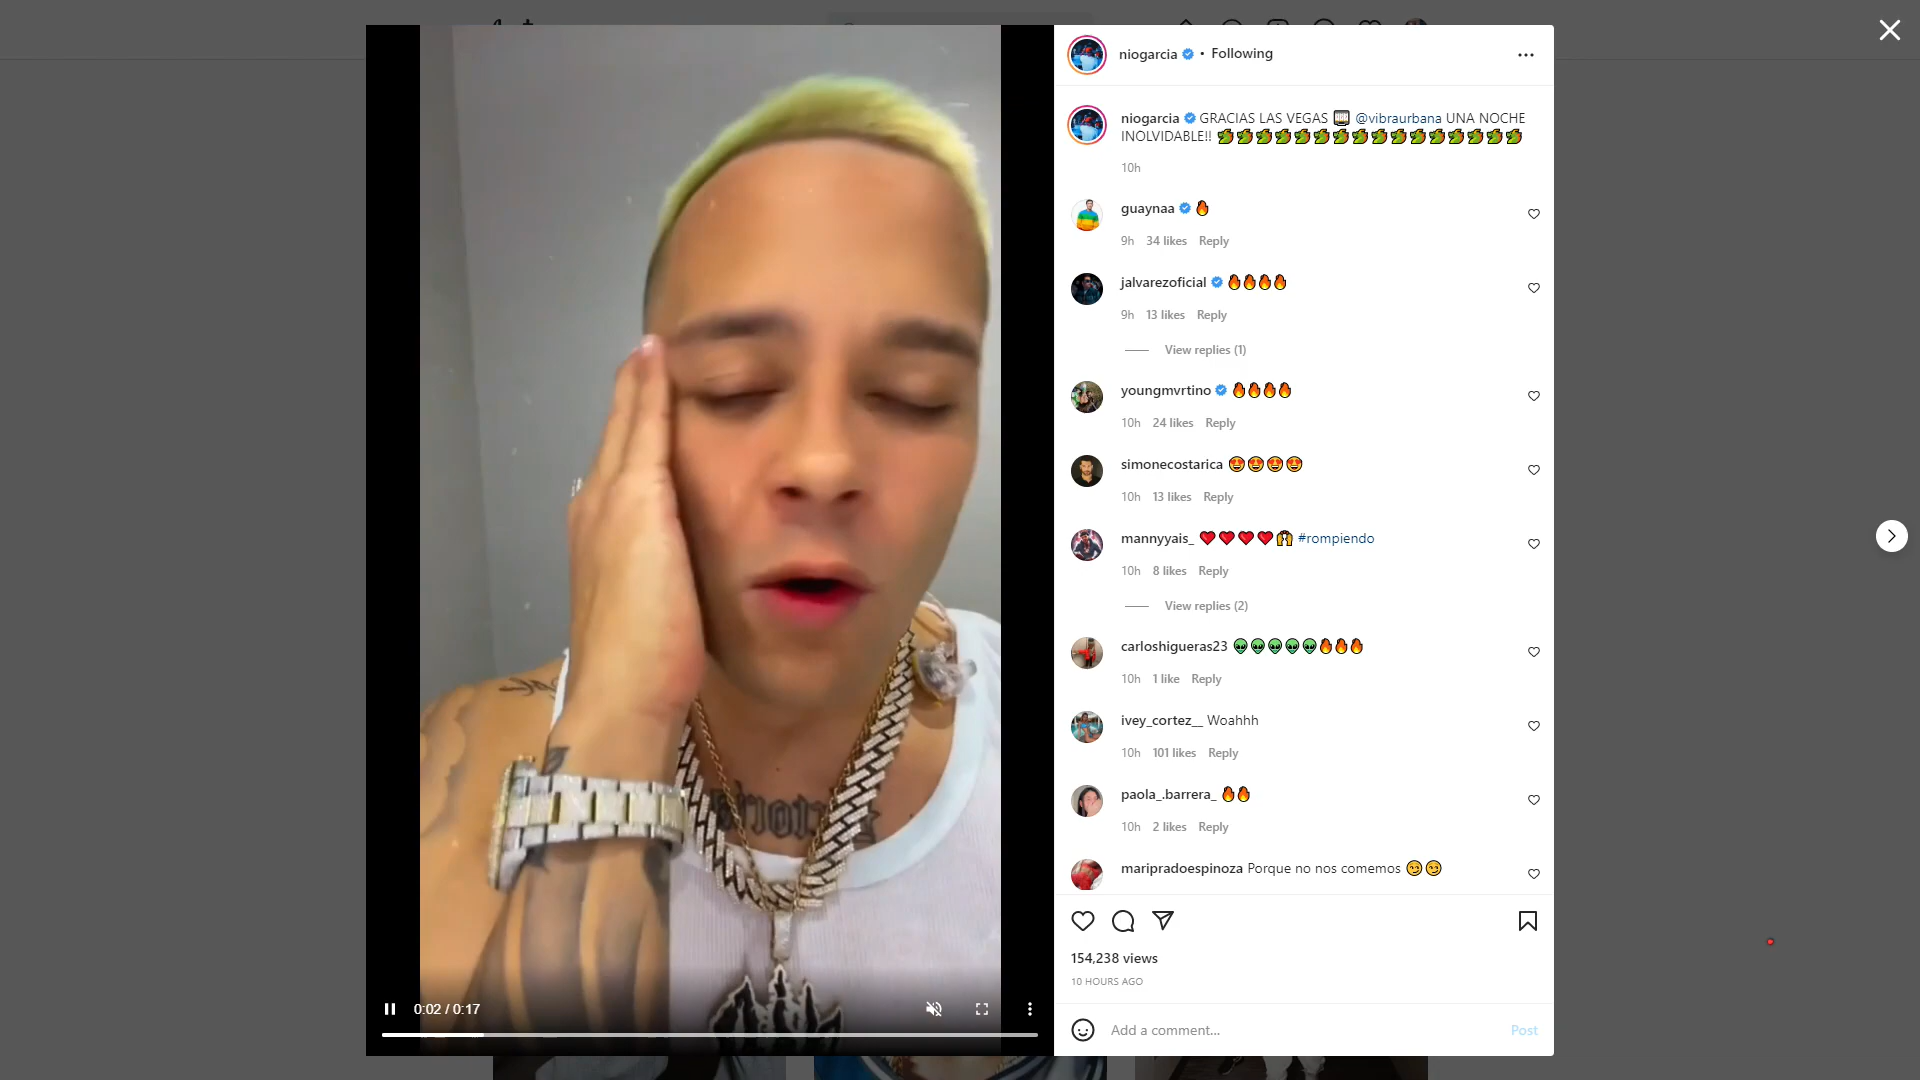 niogarcia • Following
niogarcia GRACIAS LAS VEGAS @vibraurbana UNA NOCHE
INOLVIDABLE!!
10h
guaynaa
9h 34 likes Reply
jalvarezoficial
9h 13 likes Reply
View replies (1)
youngmvrtino
10h 24 likes Reply
simonecostarica
10h 13 likes Reply
mannyyais_ #rompiendo
10h 8 likes Reply
View replies (2)
carloshigueras23
10h 1 like Reply
ivey_cortez__ Woahhh
10h 101 likes Reply
paola_.barrera_
10h 2 likes Reply
maripradoespinoza Porque no nos comemos
154,238 views
10 HOURS AGO
Add a comment...
Post
0:02 / 0:17